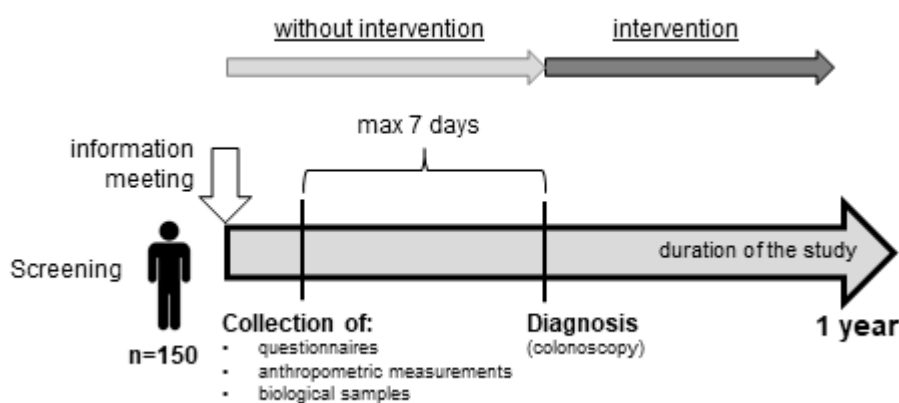 without intervention
intervention
max 7 days
information
meeting
duration of the study
Screening
n=150
Collection of:
• questionnaires
• anthropometric measurements
• biological samples
Diagnosis
(colonoscopy)
1 year